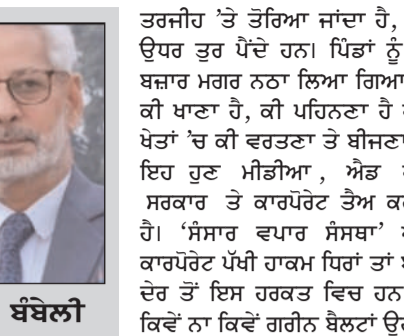 ਤਰਜੀਹ ’ਤੇ ਤੋਰਿਆ ਜਾਂਦਾ ਹੈ,
ਉਧਰ ਤੁਰ ਪੈਂਦੇ ਹਨ। ਪਿੰਡਾਂ ਨੂੰ
ਬਜ਼ਾਰ ਮਗਰ ਨਠਾ ਲਿਆ ਗਿਆ
ਕੀ ਖਾਣਾ ਹੈ, ਕੀ ਪਹਿਨਣਾ ਹੈ
ਖੇਤਾਂ ’ਚ ਕੀ ਵਰਤਣਾ ਤੇ ਬੀਜਣਾ
ਇਹ ਹੁਣ ਮੀਡੀਆ , ਐਡ
ਸਰਕਾਰ ਤੇ ਕਾਰਪੋਰੇਟ ਤੈਅ
ਹੈ। ‘ਸੰਸਾਰ ਵਪਾਰ ਸੰਸਥਾ’
ਕਾਰਪੋਰੇਟ ਪੱਖੀ ਹਾਕਮ ਧਿਰਾਂ ਤਾਂ
ਦੇਰ ਤੋਂ ਇਸ ਹਰਕਤ ਵਿਚ ਹਨ
ਕਿਵੇਂ ਨਾ ਕਿਵੇਂ ਗਰੀਨ ਬੈਲਟਾਂ
ਬੰਬੇਲੀ